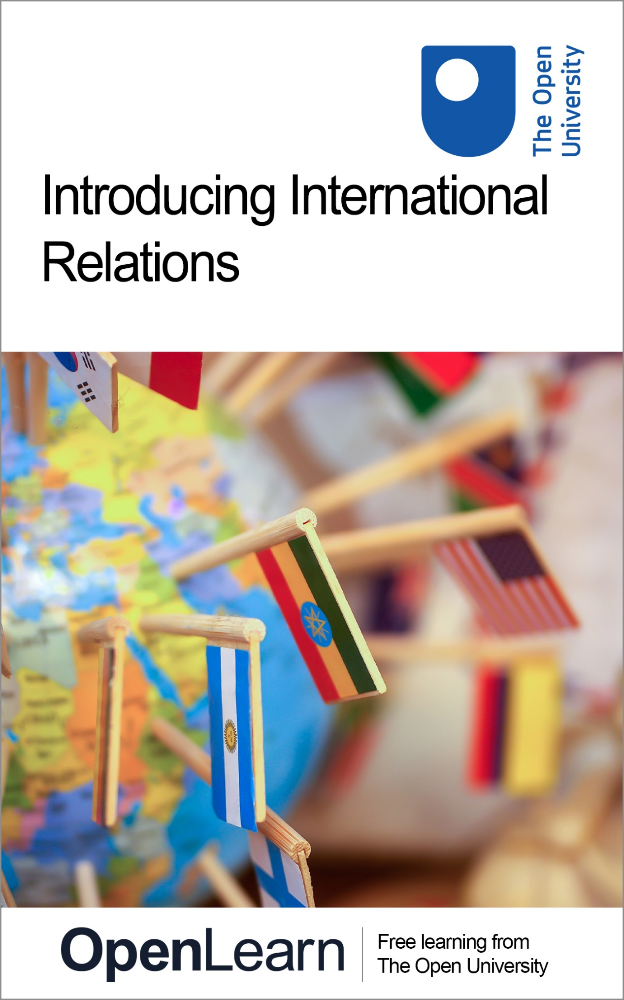 The Open
University
Introducing International
Relations
OpenLearn
Free learning from
The Open University